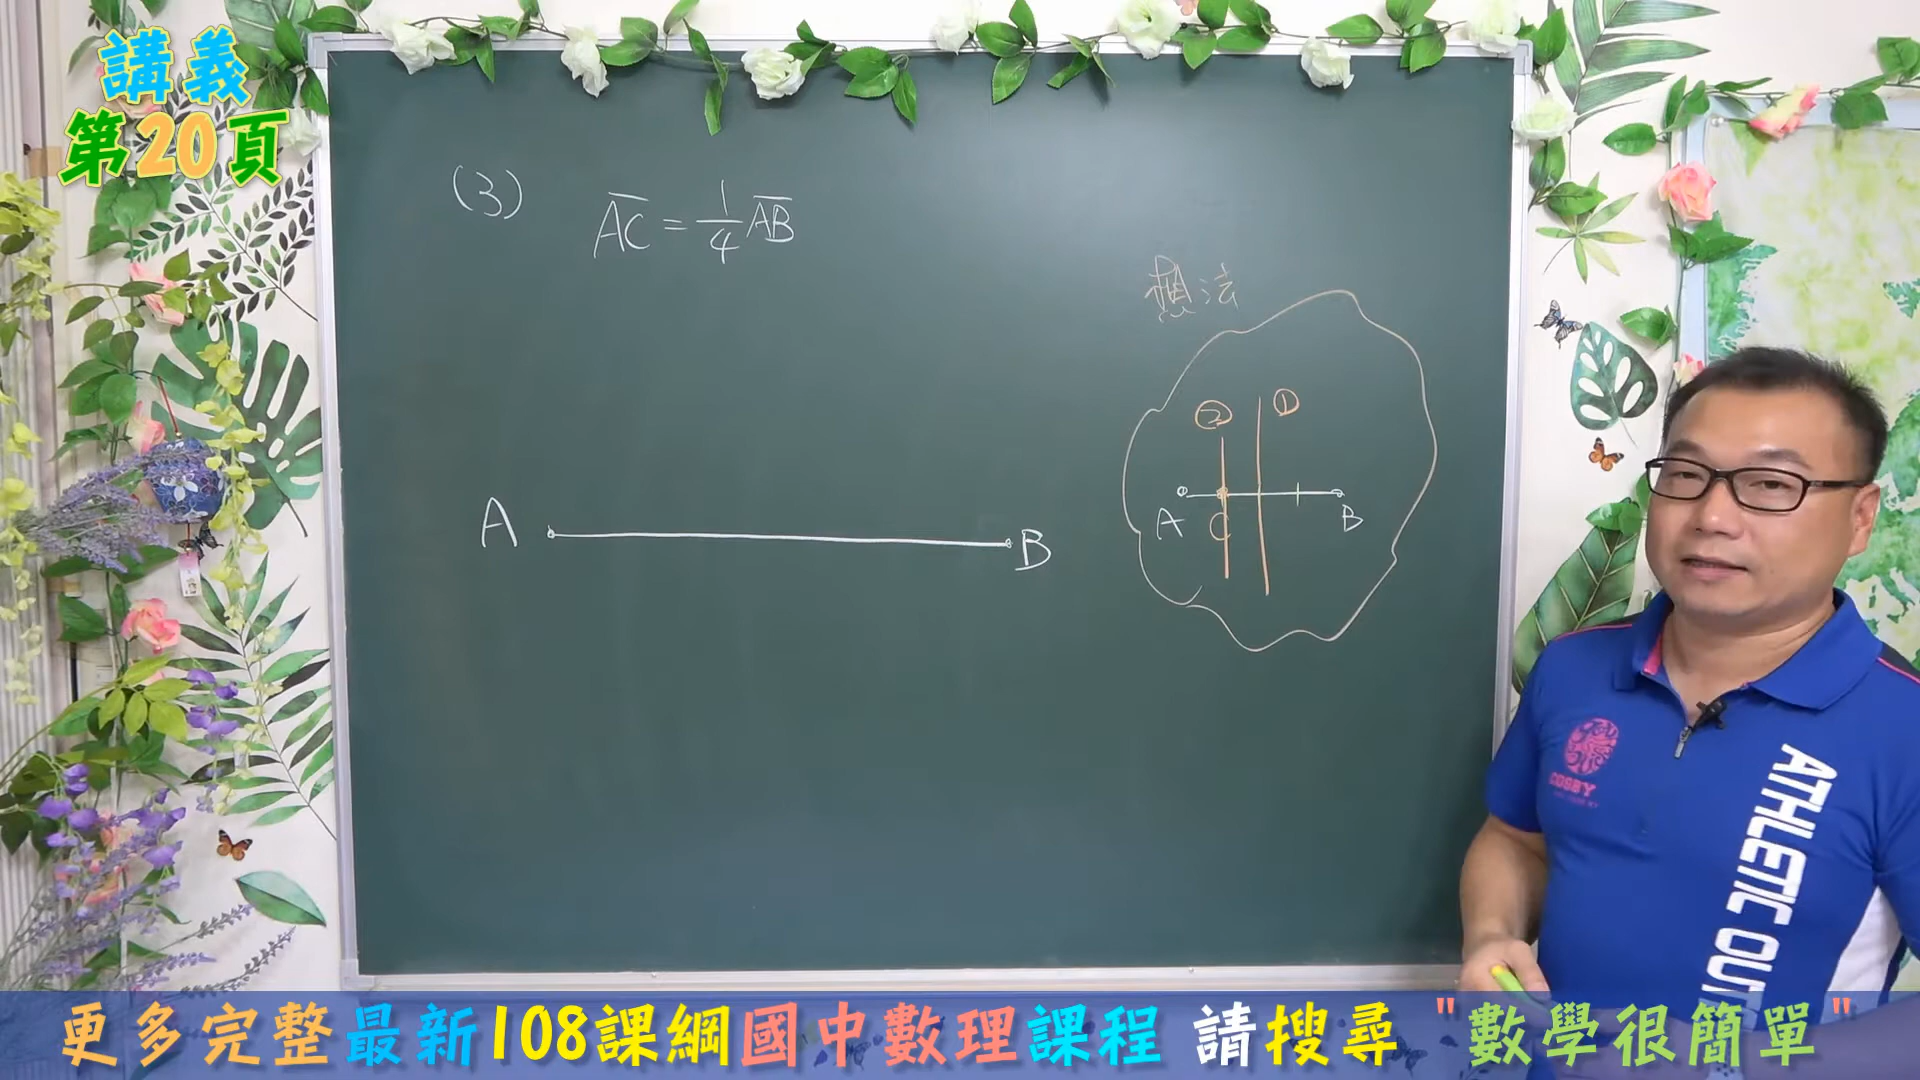 講義
第20頁
(3) AC = 1/4 AB
想法
② ①
A C B
A B
COSBY
ATHLETIC OUT
更多完整最新108課綱國中數理課程 請搜尋 "數學很簡單"